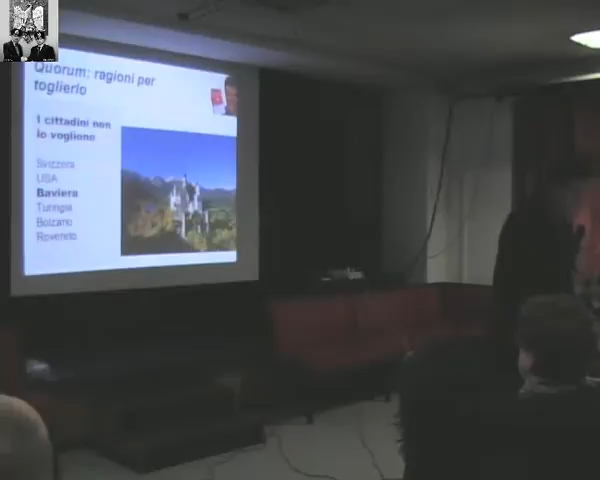 Quorum: ragioni per
toglierlo
I cittadini non
lo vogliono
Svizzera
USA
Baviera
Turingia
Bolzano
Rovereto